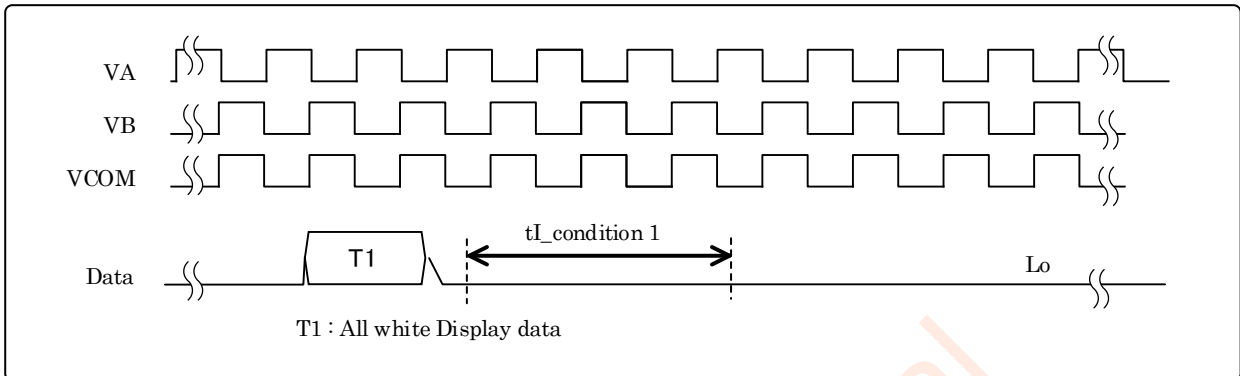 VA
VB
VCOM
tI_condition 1
T1
Data
Lo
T1 : All white Display data